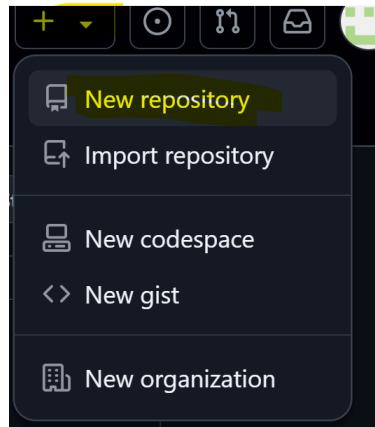 New repository
Import repository
New codespace
New gist
New organization